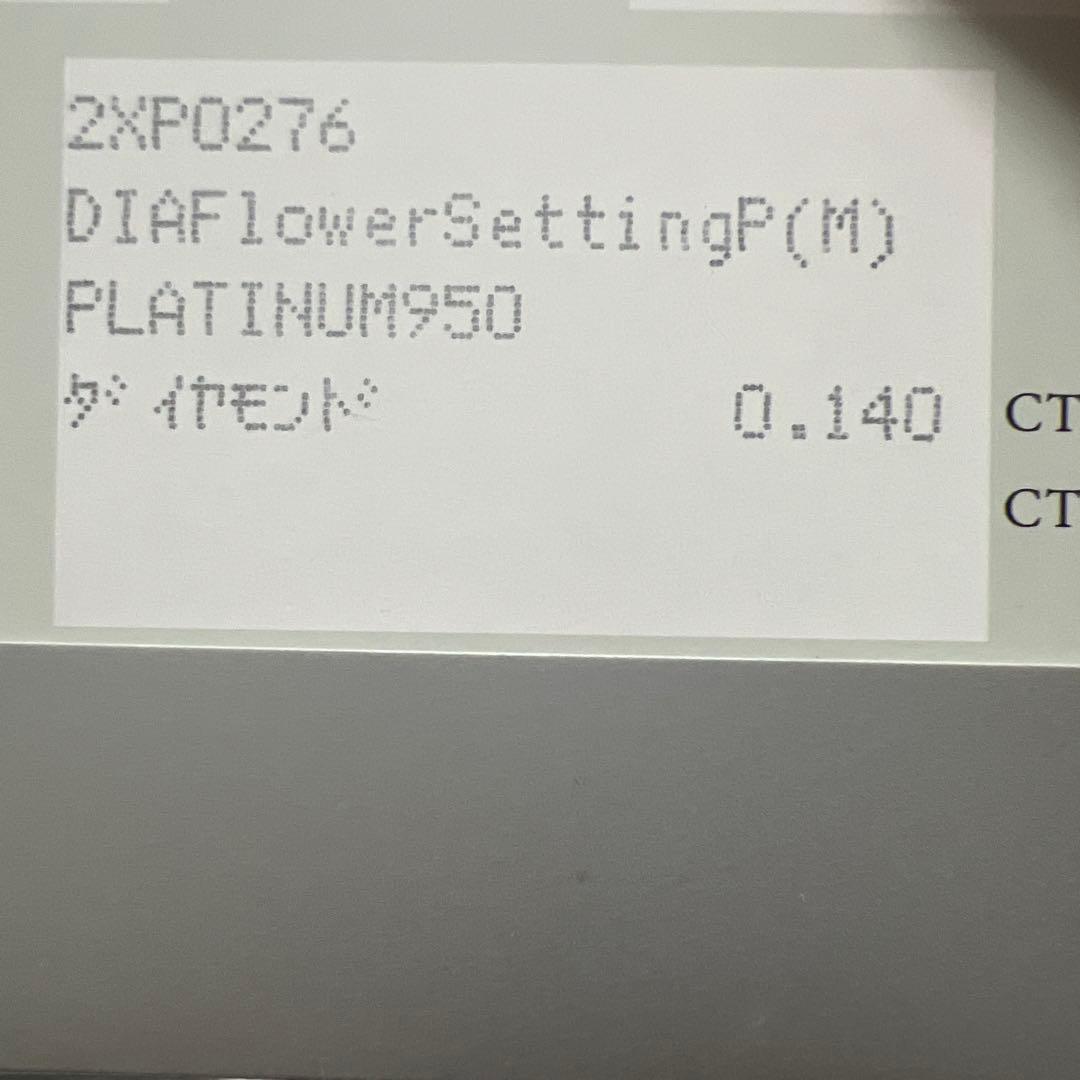 2XP0276
DIAFlowerSettingP(M)
PLATINUM950
ﾀﾞｲﾔﾓﾝﾄﾞ 0.140 CT
CT